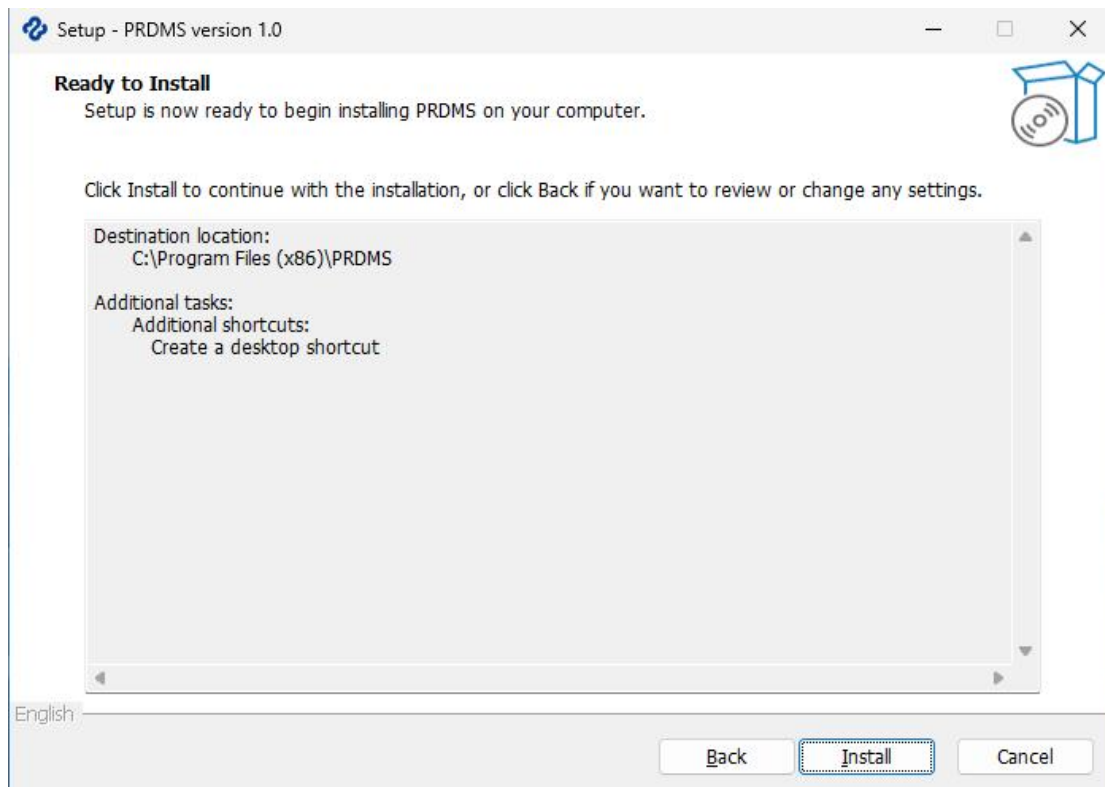 Setup - PRDMS version 1.0
Ready to Install
Setup is now ready to begin installing PRDMS on your computer.
Click Install to continue with the installation, or click Back if you want to review or change any settings.
Destination location:
C:\Program Files (x86)\PRDMS
Additional tasks:
Additional shortcuts:
Create a desktop shortcut
English
Back Install Cancel